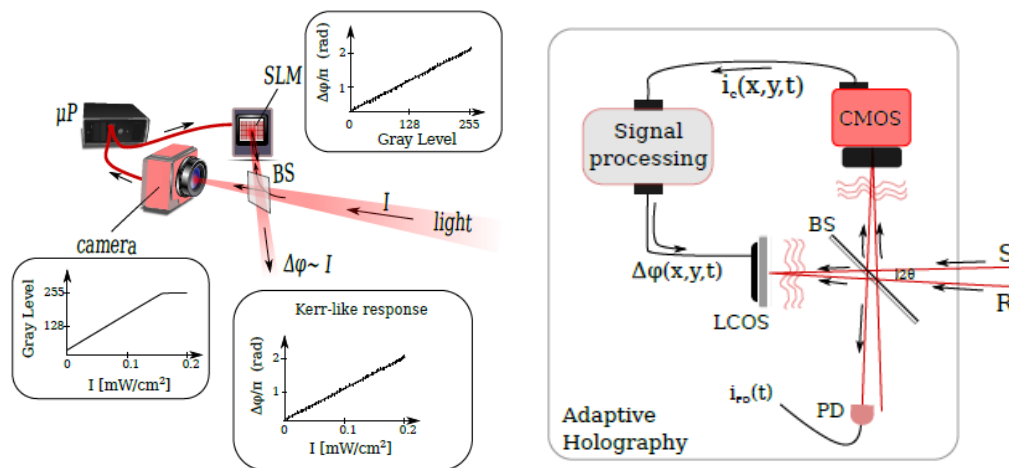 Δφ/π (rad)
2
1
0
128
255
Gray Level
SLM
μP
BS
I
light
camera
Δφ~ I
Gray Level
255
128
0
0.1
0.2
I [mW/cm²]
Kerr-like response
Δφ/π (rad)
2
1
0
0.1
0.2
I [mW/cm²]
i_c(x,y,t)
CMOS
Signal
processing
BS
S
Δφ(x,y,t)
2θ
R
LCOS
i_PD(t)
PD
Adaptive
Holography